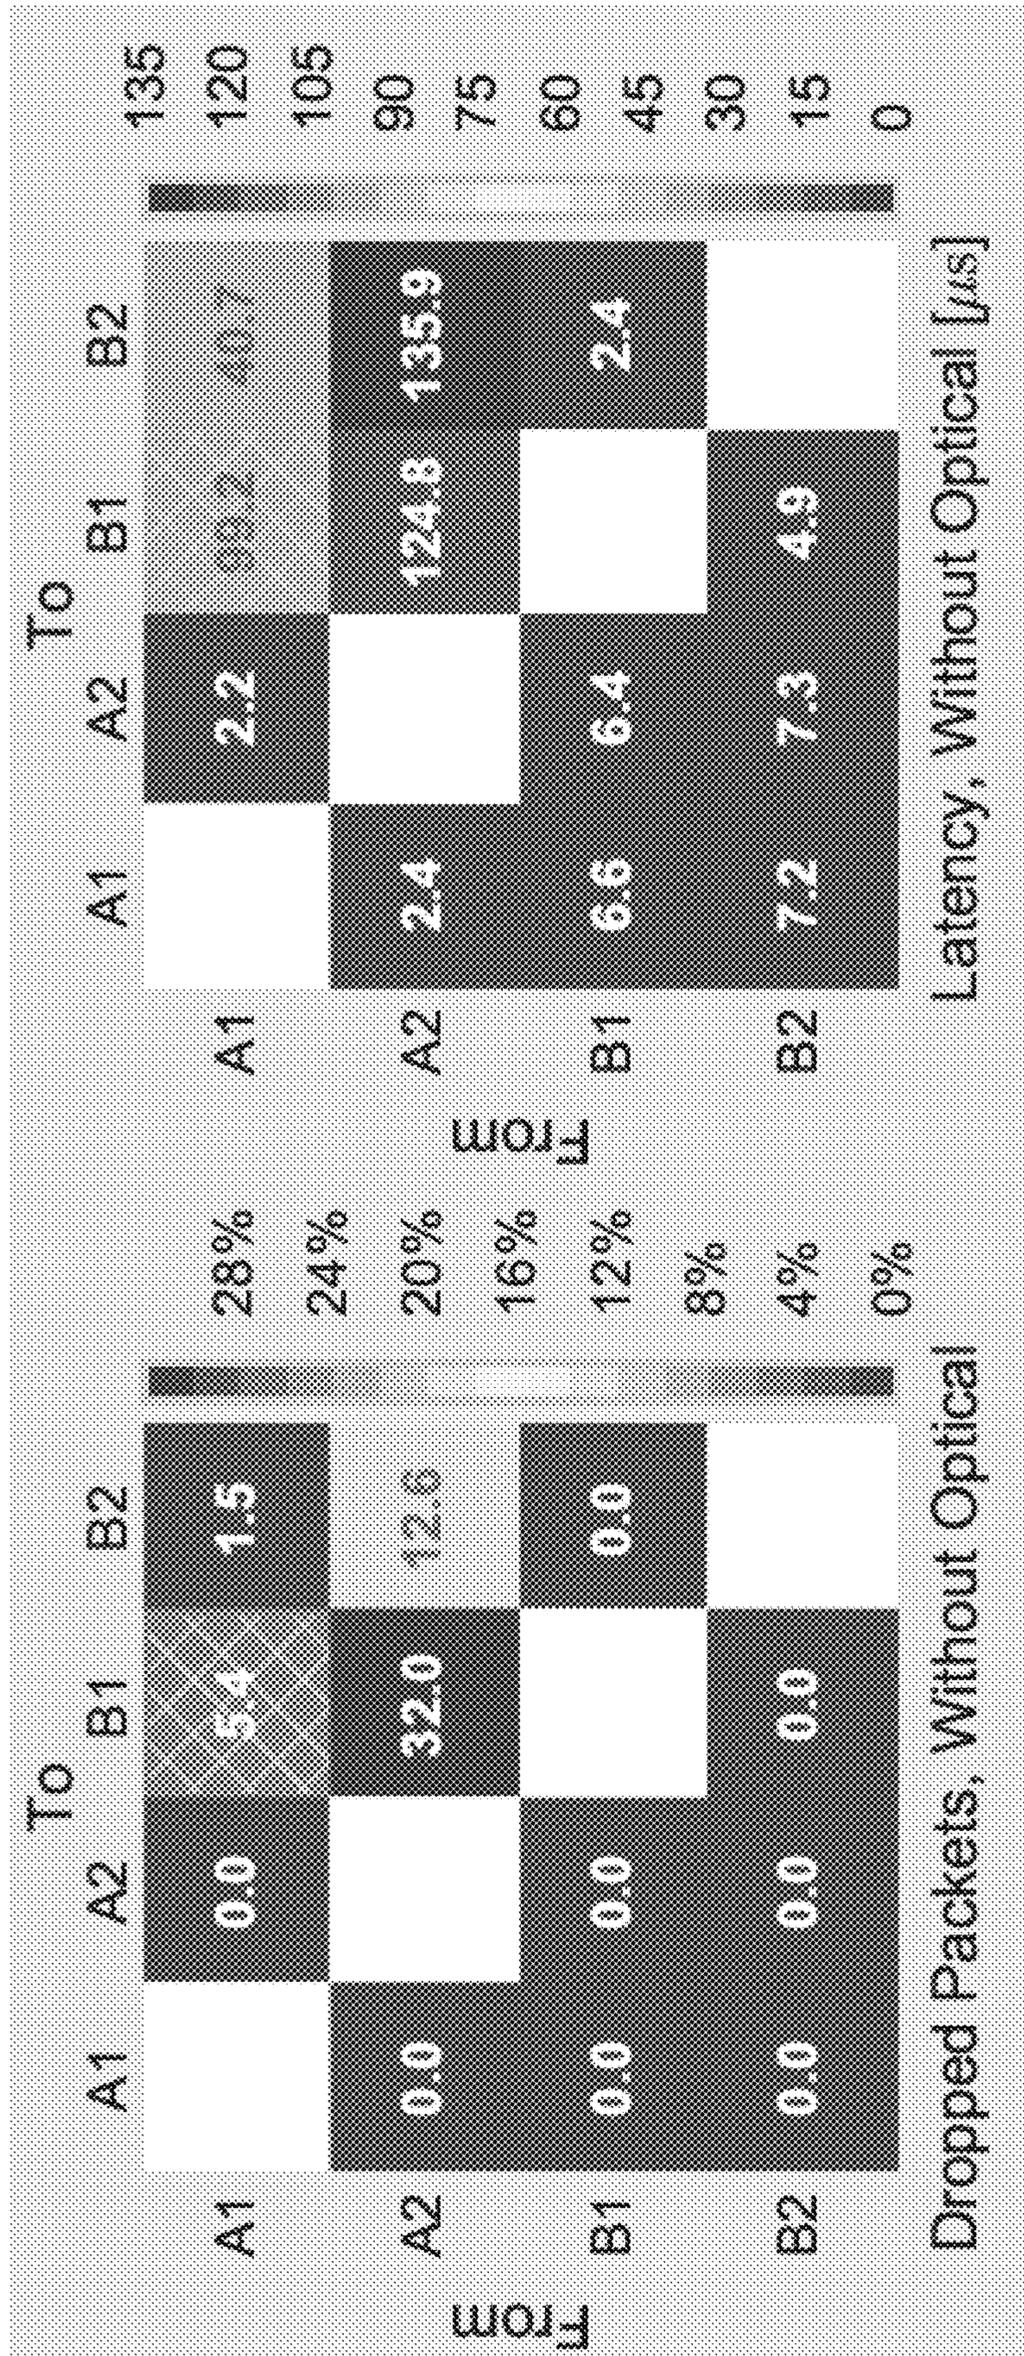 To
A1 A2 B1 B2
From
A1 0.0 5.4 1.5 28%
24%
A2 0.0 32.0 12.6 20%
16%
B1 0.0 0.0 0.0 12%
8%
B2 0.0 0.0 0.0 4%
0%
Dropped Packets, Without Optical
To
A1 A2 B1 B2
From
135
A1 2.2 40.7 120
105
A2 2.4 124.8 135.9 90
75
60
B1 6.6 6.4 2.4 45
30
B2 7.2 7.3 4.9 15
0
Latency, Without Optical [μs]